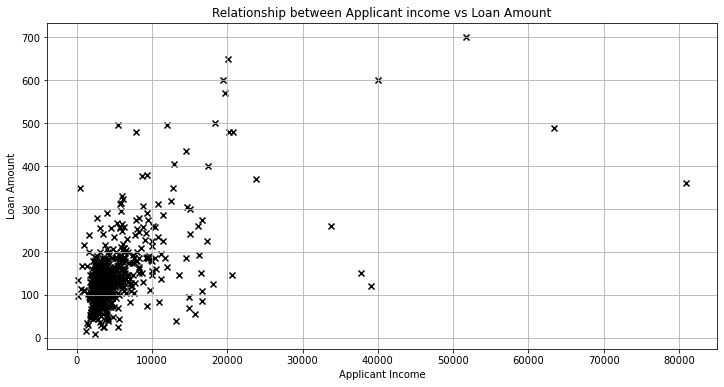 Relationship between Applicant income vs Loan Amount
Loan Amount
700
600
500
400
300
200
100
0
0 10000 20000 30000 40000 50000 60000 70000 80000
Applicant Income